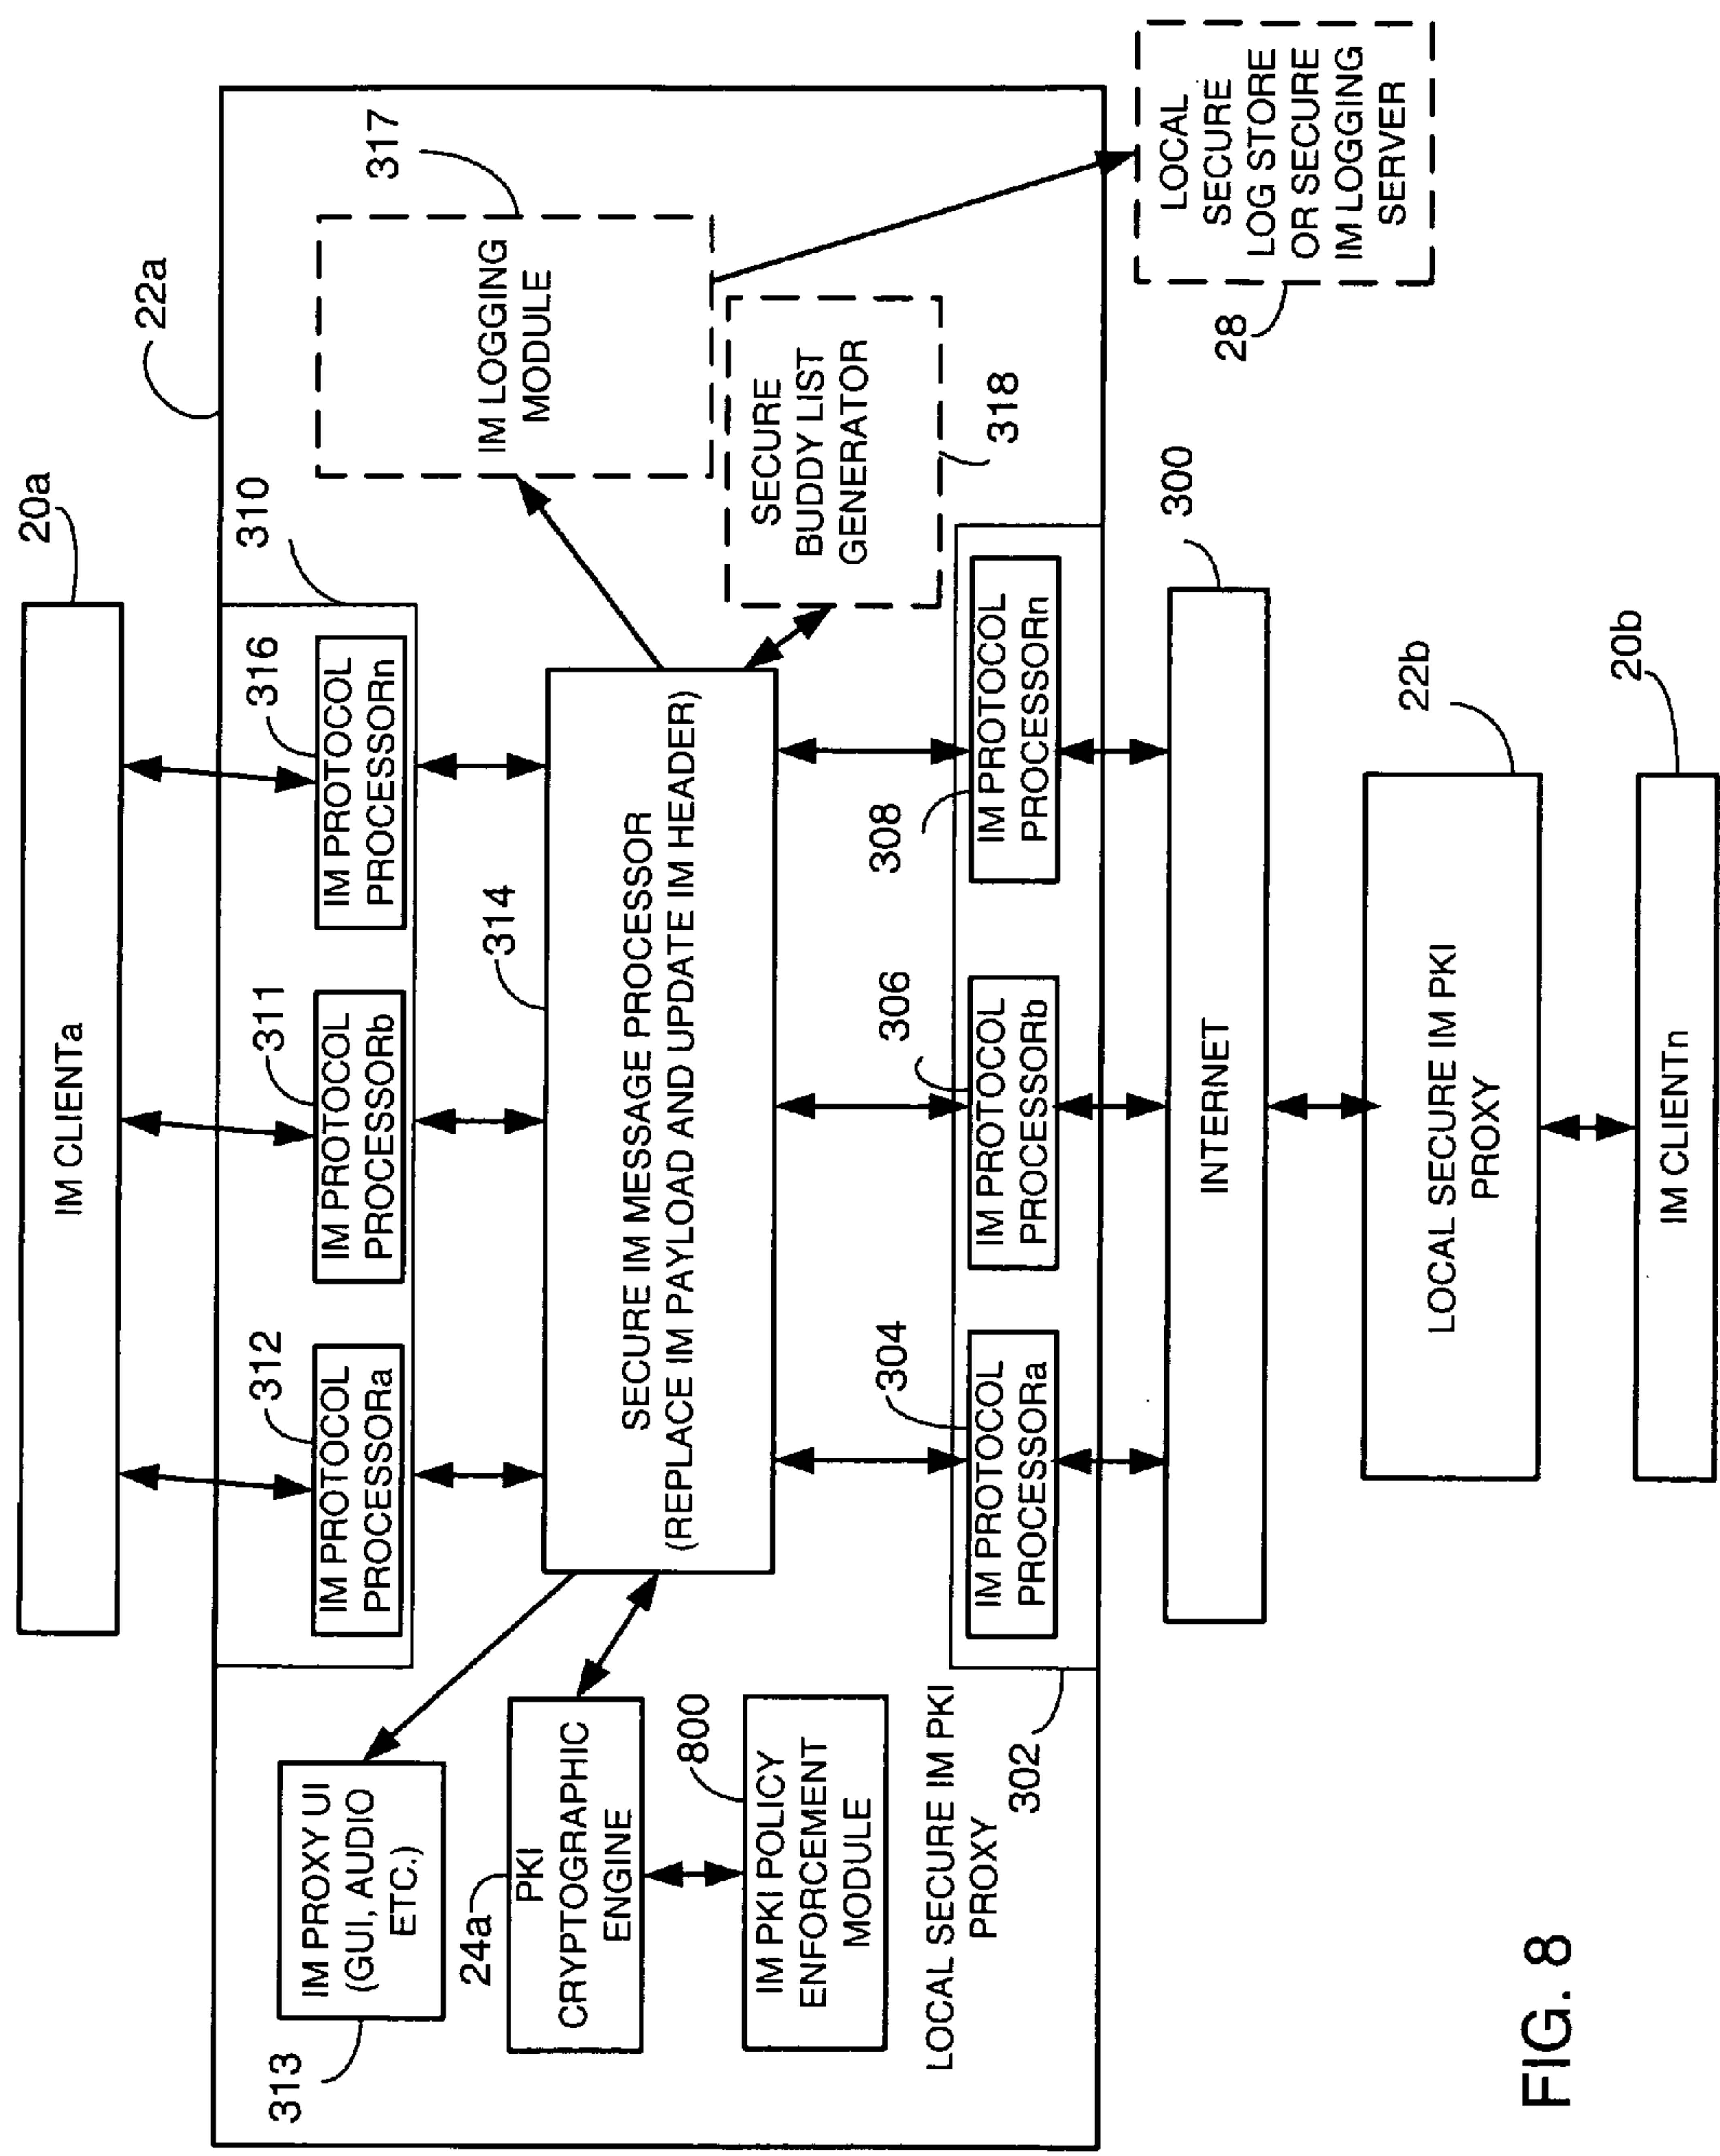 20a
IM CLIENTa
22a
310
312
311
316
IM PROTOCOL
PROCESSORa
IM PROTOCOL
PROCESSORb
IM PROTOCOL
PROCESSORn
317
IM LOGGING
MODULE
313
IM PROXY UI
(GUI, AUDIO
ETC.)
24a
PKI
CRYPTOGRAPHIC
ENGINE
800
IM PKI POLICY
ENFORCEMENT
MODULE
314
SECURE IM MESSAGE PROCESSOR
(REPLACE IM PAYLOAD AND UPDATE IM HEADER)
SECURE
BUDDY LIST
GENERATOR
318
LOCAL SECURE IM PKI
PROXY
302
304
306
308
IM PROTOCOL
PROCESSORa
IM PROTOCOL
PROCESSORb
IM PROTOCOL
PROCESSORn
LOCAL
SECURE
LOG STORE
OR SECURE
IM LOGGING
SERVER
28
300
INTERNET
22b
LOCAL SECURE IM PKI
PROXY
20b
IM CLIENTn
FIG. 8